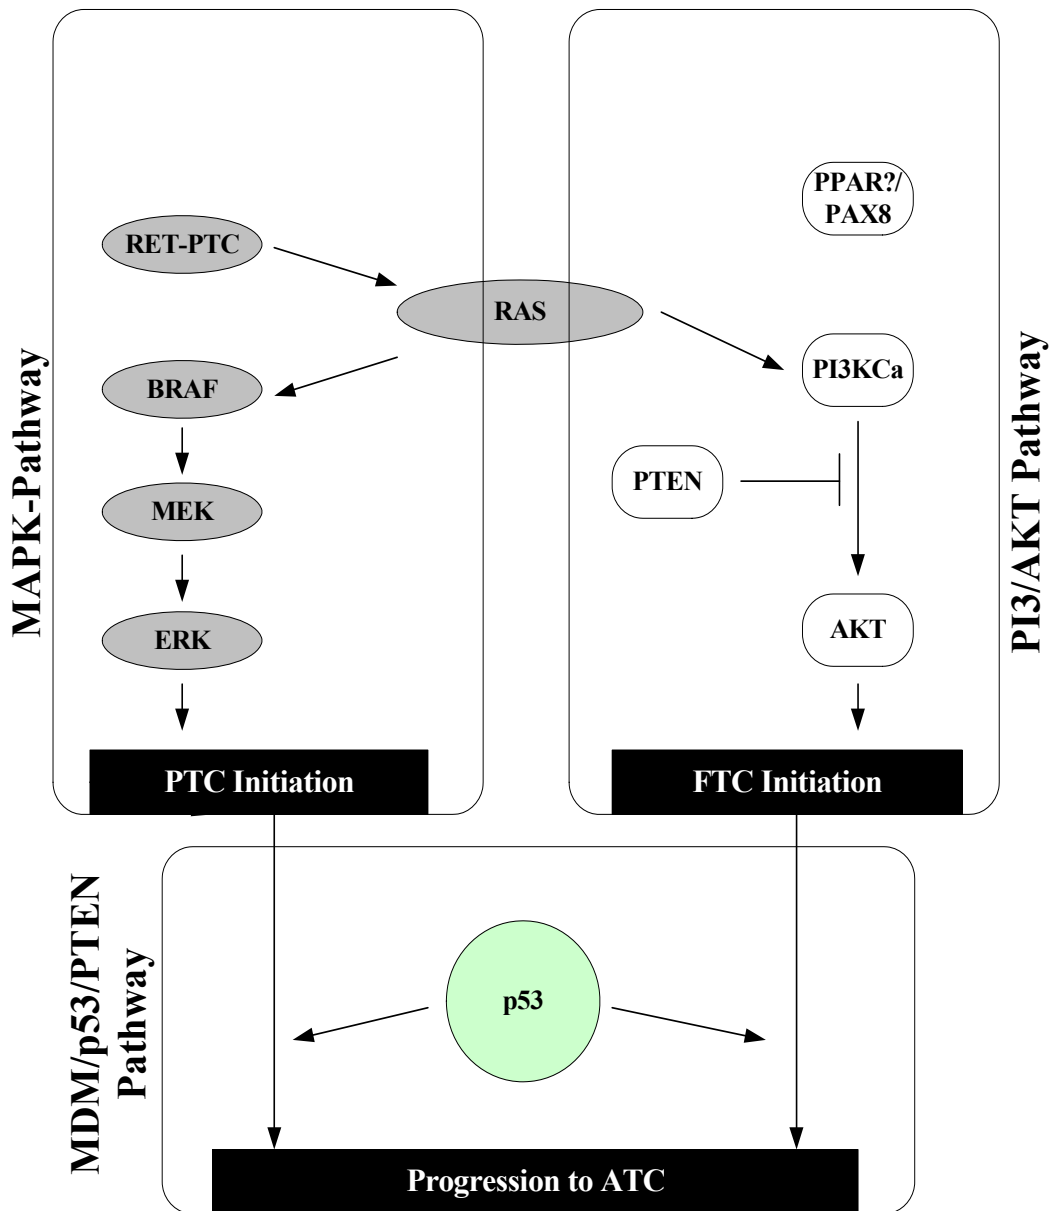 PPAR?/
PAX8
RET-PTC
RAS
MAPK-Pathway
PI3/AKT Pathway
BRAF
PI3KCa
PTEN
MEK
ERK
AKT
PTC Initiation
FTC Initiation
MDM/p53/PTEN
Pathway
p53
Progression to ATC